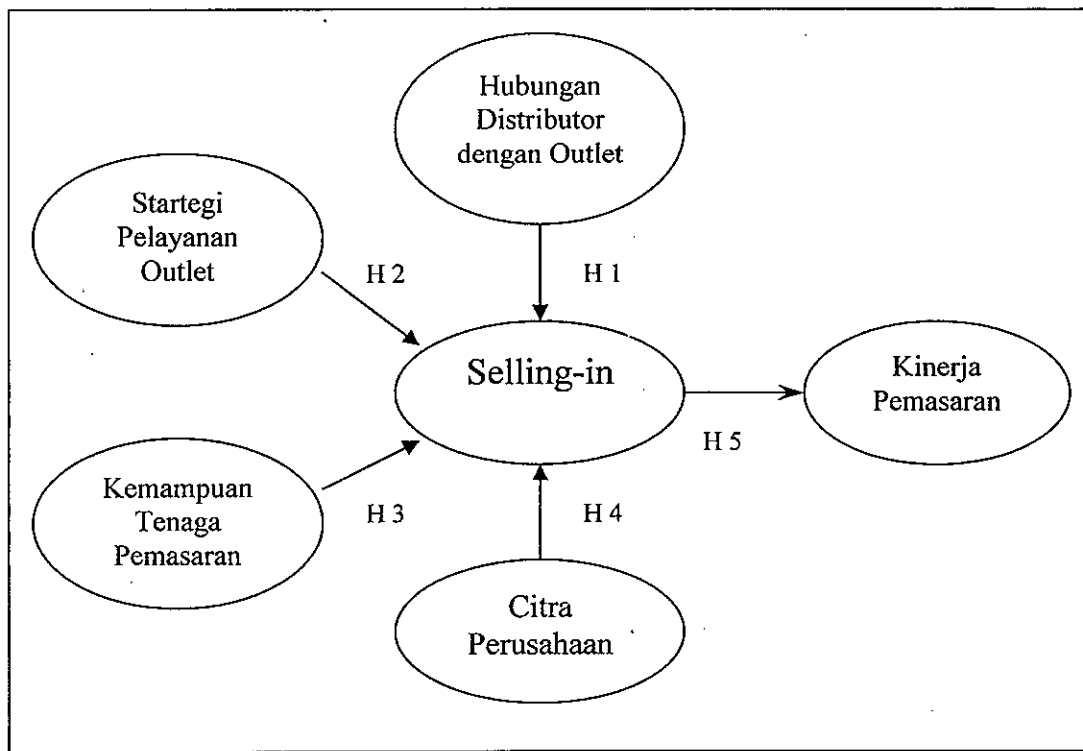 Hubungan
Distributor
dengan Outlet
Startegi
Pelayanan
Outlet
H 2
H 1
Selling-in
Kinerja
Pemasaran
H 5
Kemampuan
Tenaga
Pemasaran
H 3
H 4
Citra
Perusahaan